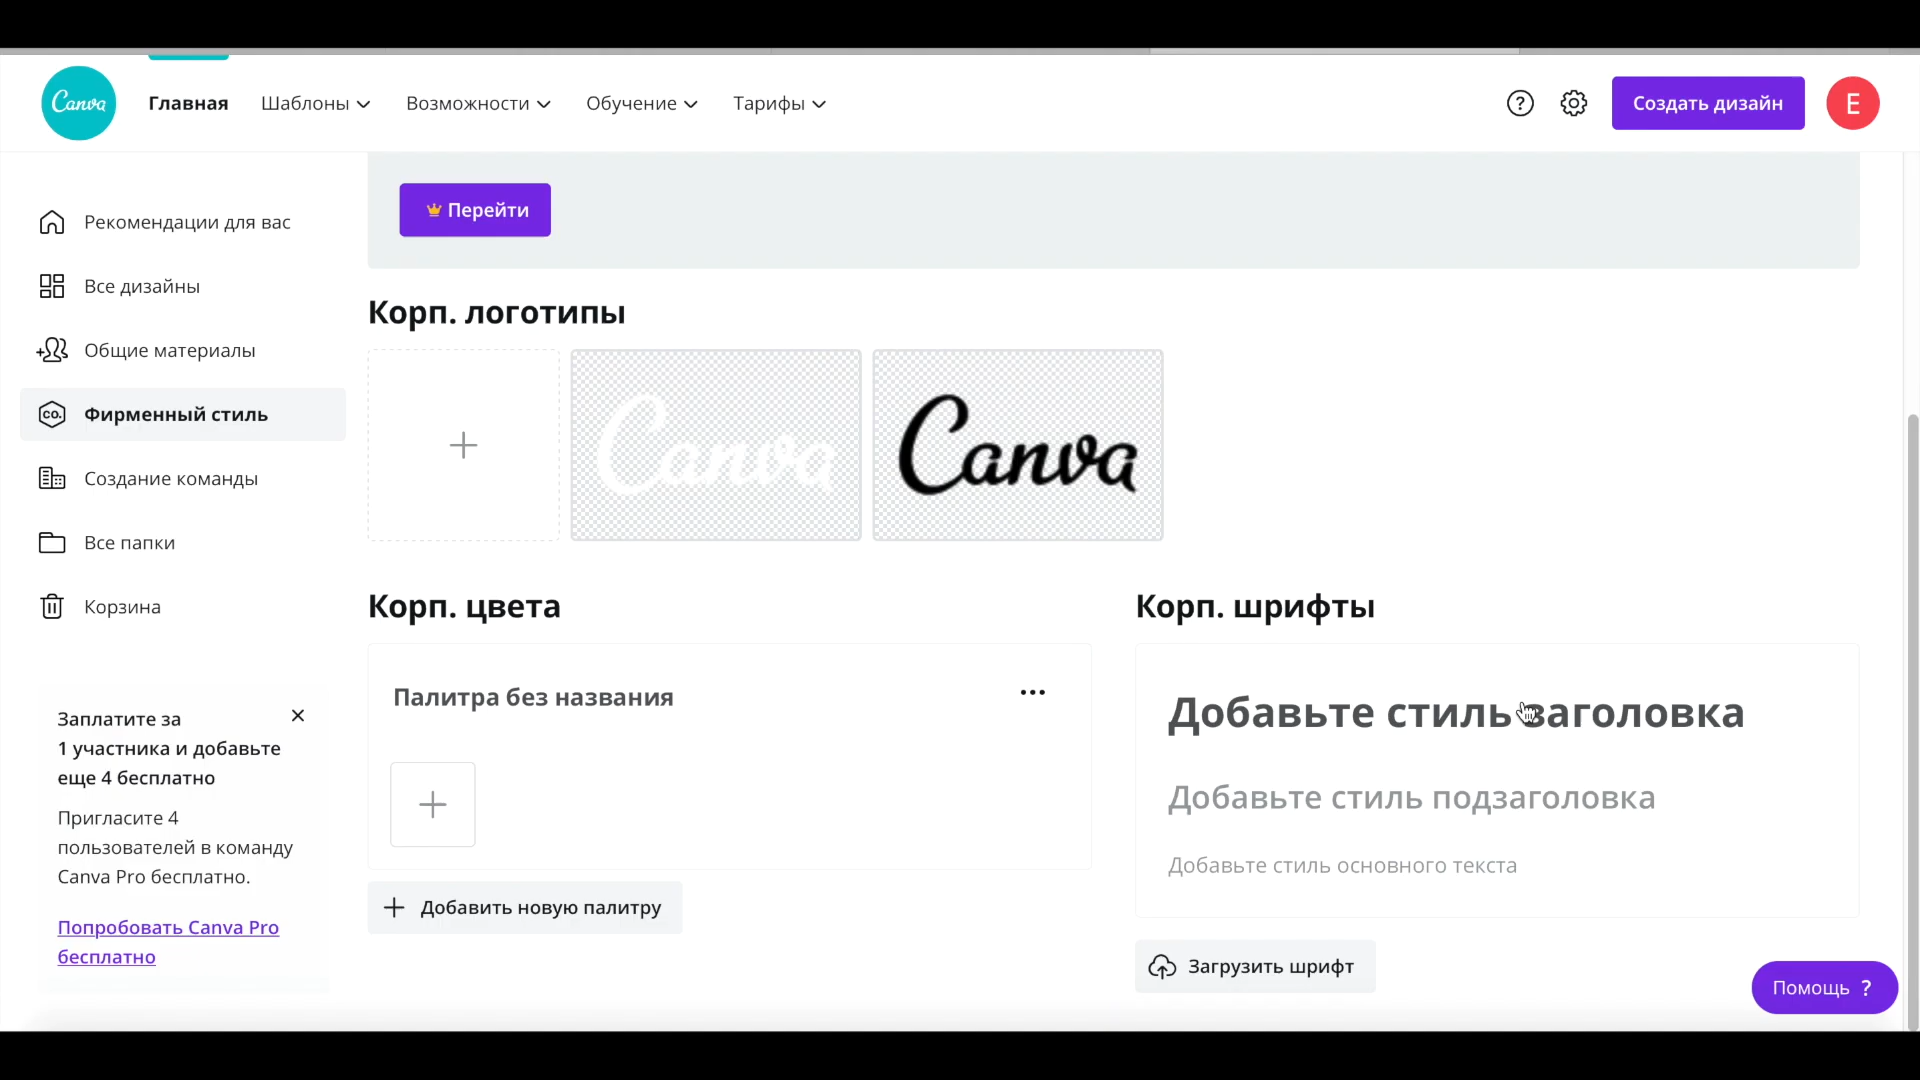 Canva
Главная
Шаблоны
Возможности
Обучение
Тарифы
?
Создать дизайн
E
Рекомендации для вас
Все дизайны
Общие материалы
CO.
Фирменный стиль
Создание команды
Все папки
Корзина
Заплатите за
1 участника и добавьте
еще 4 бесплатно
Пригласите 4
пользователей в команду
Canva Pro бесплатно.
Попробовать Canva Pro
бесплатно
Перейти
Корп. логотипы
Canva
Canva
Корп. цвета
Палитра без названия
Добавить новую палитру
Корп. шрифты
Добавьте стиль заголовка
Добавьте стиль подзаголовка
Добавьте стиль основного текста
Загрузить шрифт
Помощь ?